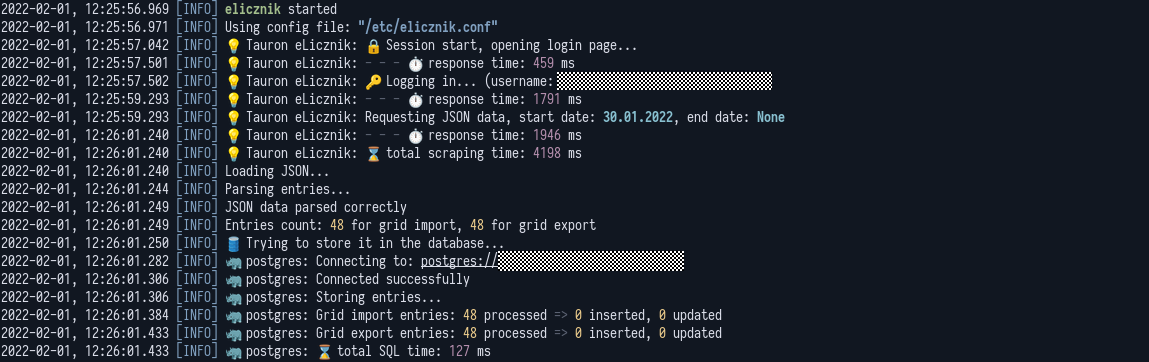 2022-02-01, 12:25:56.969 [INFO] elicznik started
2022-02-01, 12:25:56.971 [INFO] Using config file: "/etc/elicznik.conf"
2022-02-01, 12:25:57.042 [INFO] 💡 Tauron eLicznik: 🔒 Session start, opening login page...
2022-02-01, 12:25:57.501 [INFO] 💡 Tauron eLicznik: - - - ⏱ response time: 459 ms
2022-02-01, 12:25:57.502 [INFO] 💡 Tauron eLicznik: 🔑 Logging in... (username:
2022-02-01, 12:25:59.293 [INFO] 💡 Tauron eLicznik: - - - ⏱ response time: 1791 ms
2022-02-01, 12:25:59.293 [INFO] 💡 Tauron eLicznik: Requesting JSON data, start date: 30.01.2022, end date: None
2022-02-01, 12:26:01.240 [INFO] 💡 Tauron eLicznik: - - - ⏱ response time: 1946 ms
2022-02-01, 12:26:01.240 [INFO] 💡 Tauron eLicznik: ⌛ total scraping time: 4198 ms
2022-02-01, 12:26:01.240 [INFO] Loading JSON...
2022-02-01, 12:26:01.244 [INFO] Parsing entries...
2022-02-01, 12:26:01.249 [INFO] JSON data parsed correctly
2022-02-01, 12:26:01.249 [INFO] Entries count: 48 for grid import, 48 for grid export
2022-02-01, 12:26:01.250 [INFO] 🛢 Trying to store it in the database...
2022-02-01, 12:26:01.282 [INFO] 🐘 postgres: Connecting to: postgres://
2022-02-01, 12:26:01.306 [INFO] 🐘 postgres: Connected successfully
2022-02-01, 12:26:01.306 [INFO] 🐘 postgres: Storing entries...
2022-02-01, 12:26:01.384 [INFO] 🐘 postgres: Grid import entries: 48 processed => 0 inserted, 0 updated
2022-02-01, 12:26:01.433 [INFO] 🐘 postgres: Grid export entries: 48 processed => 0 inserted, 0 updated
2022-02-01, 12:26:01.433 [INFO] 🐘 postgres: ⌛ total SQL time: 127 ms